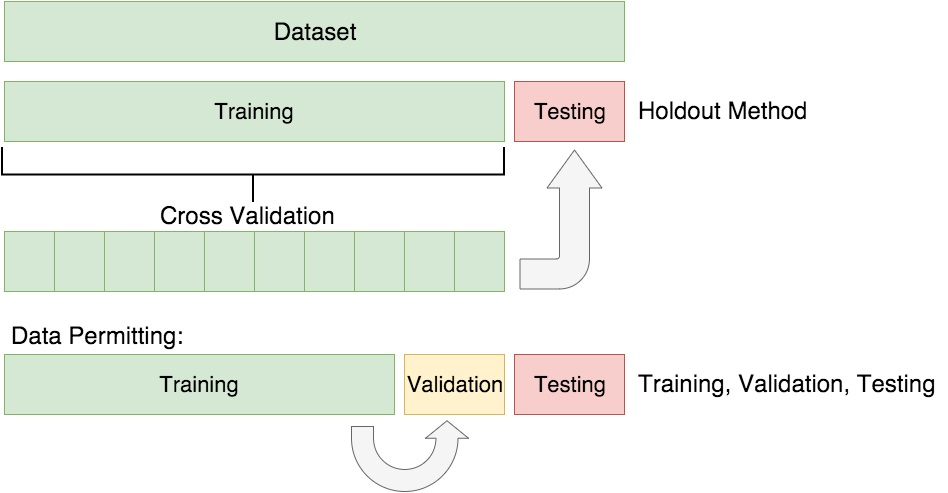 Dataset
Training
Testing
Holdout Method
Cross Validation
Data Permitting:
Training
Validation
Testing
Training, Validation, Testing